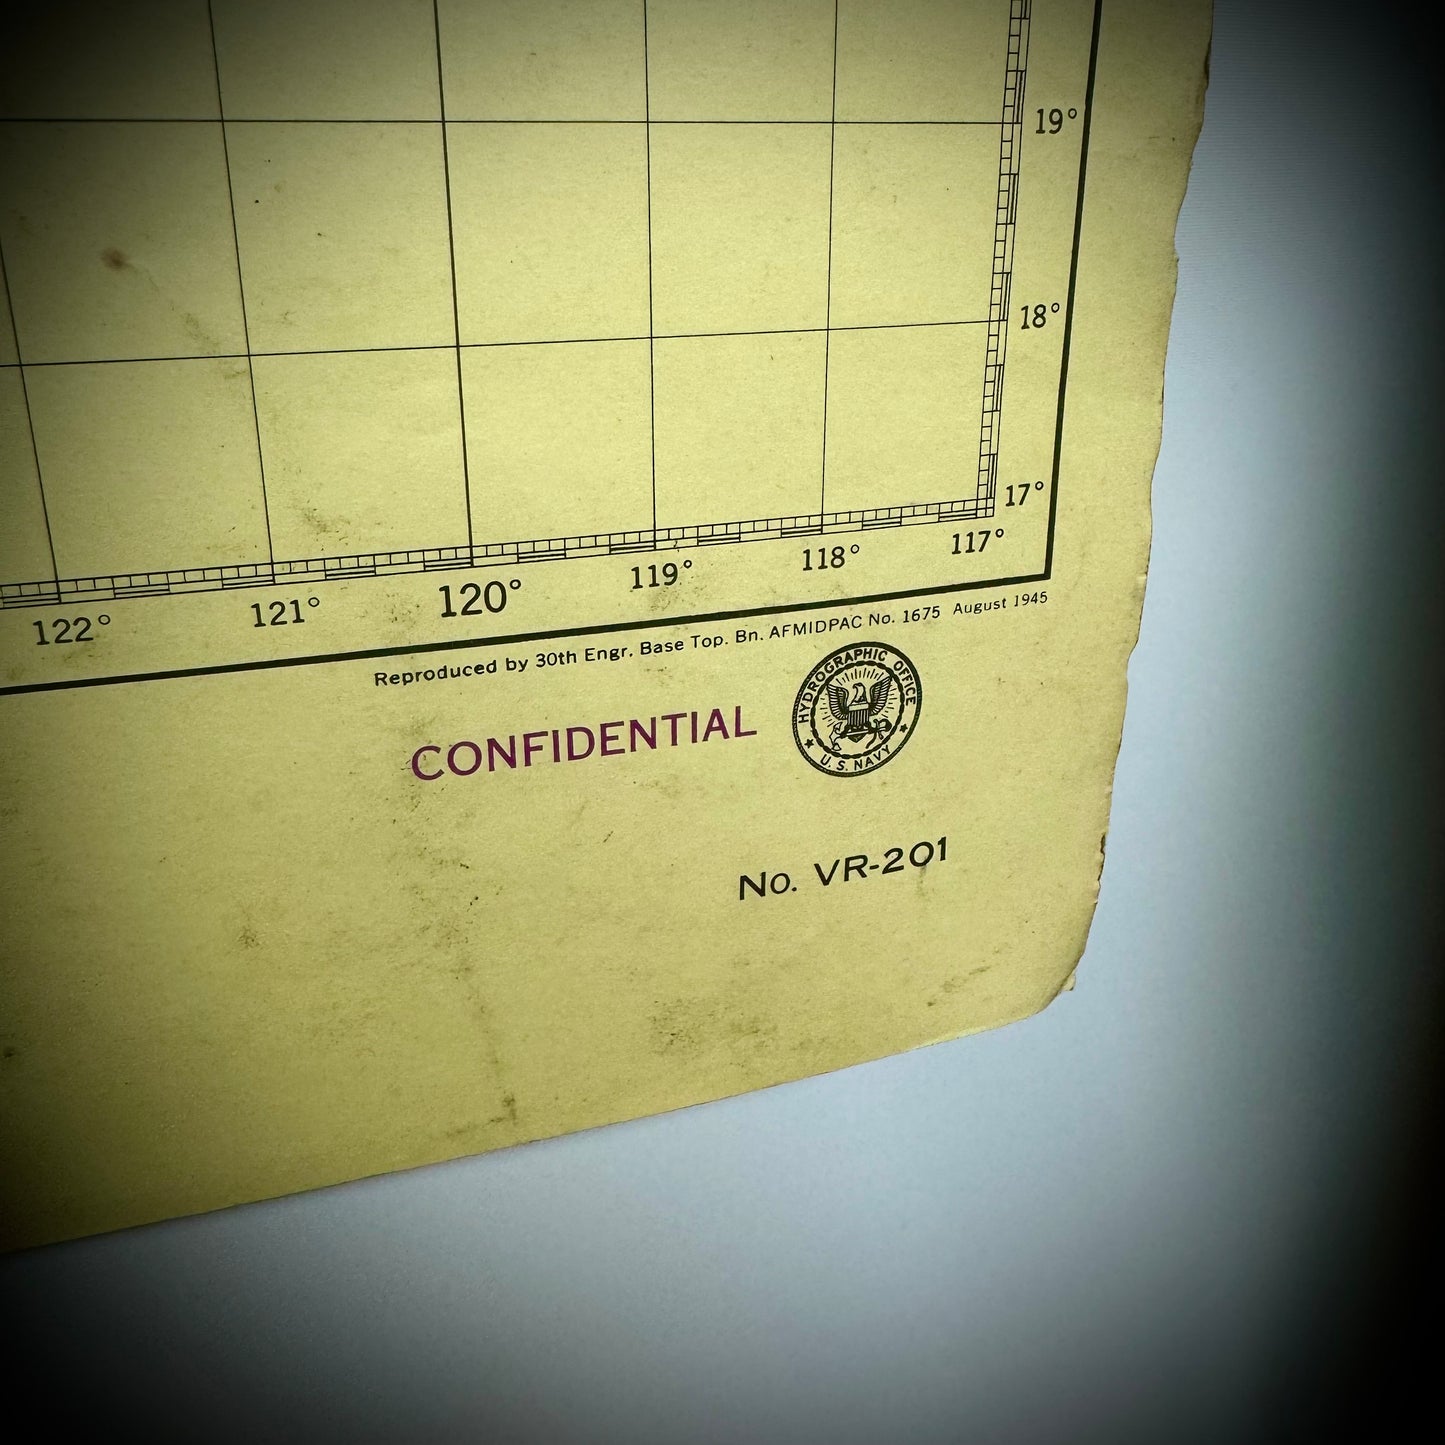 19°
18°
17°
122° 121° 120° 119° 118° 117°
Reproduced by 30th Engr. Base Top. Bn. AFMIDPAC No. 1675 August 1945
CONFIDENTIAL
HYDROGRAPHIC OFFICE
U. S. NAVY
No. VR-201